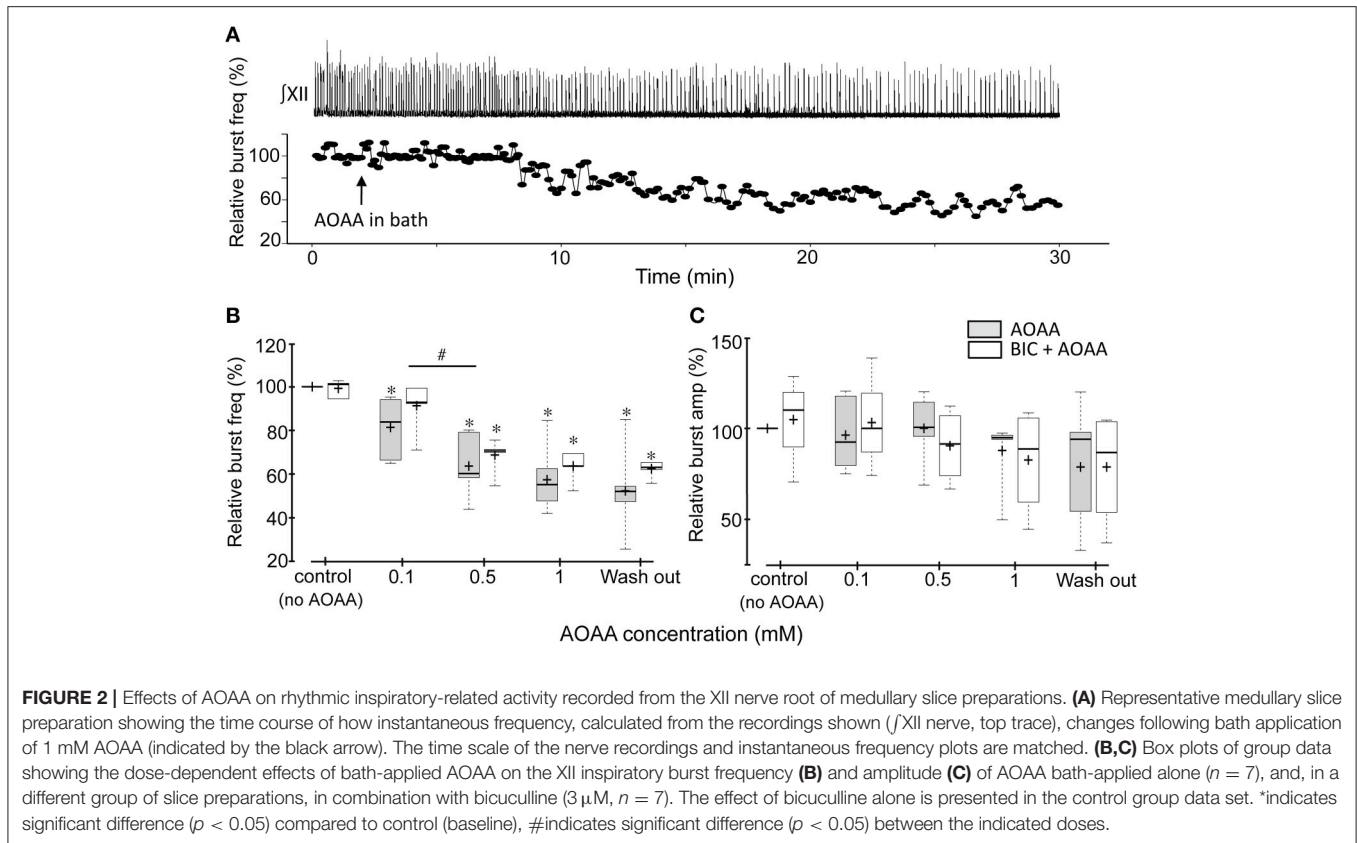 A
∫XII
Relative burst freq (%)
100
60
20
AOAA in bath
0 10 20 30
Time (min)
B
Relative burst freq (%)
120
100
80
60
40
20
#
* * * * * * *
control 0.1 0.5 1 Wash out
(no AOAA)
C
Relative burst amp (%)
150
100
50
AOAA
BIC + AOAA
control 0.1 0.5 1 Wash out
(no AOAA)
AOAA concentration (mM)
FIGURE 2 | Effects of AOAA on rhythmic inspiratory-related activity recorded from the XII nerve root of medullary slice preparations. (A) Representative medullary slice
preparation showing the time course of how instantaneous frequency, calculated from the recordings shown (∫XII nerve, top trace), changes following bath application
of 1 mM AOAA (indicated by the black arrow). The time scale of the nerve recordings and instantaneous frequency plots are matched. (B,C) Box plots of group data
showing the dose-dependent effects of bath-applied AOAA on the XII inspiratory burst frequency (B) and amplitude (C) of AOAA bath-applied alone (n = 7), and, in a
different group of slice preparations, in combination with bicuculline (3 μM, n = 7). The effect of bicuculline alone is presented in the control group data set. *indicates
significant difference (p < 0.05) compared to control (baseline), #indicates significant difference (p < 0.05) between the indicated doses.